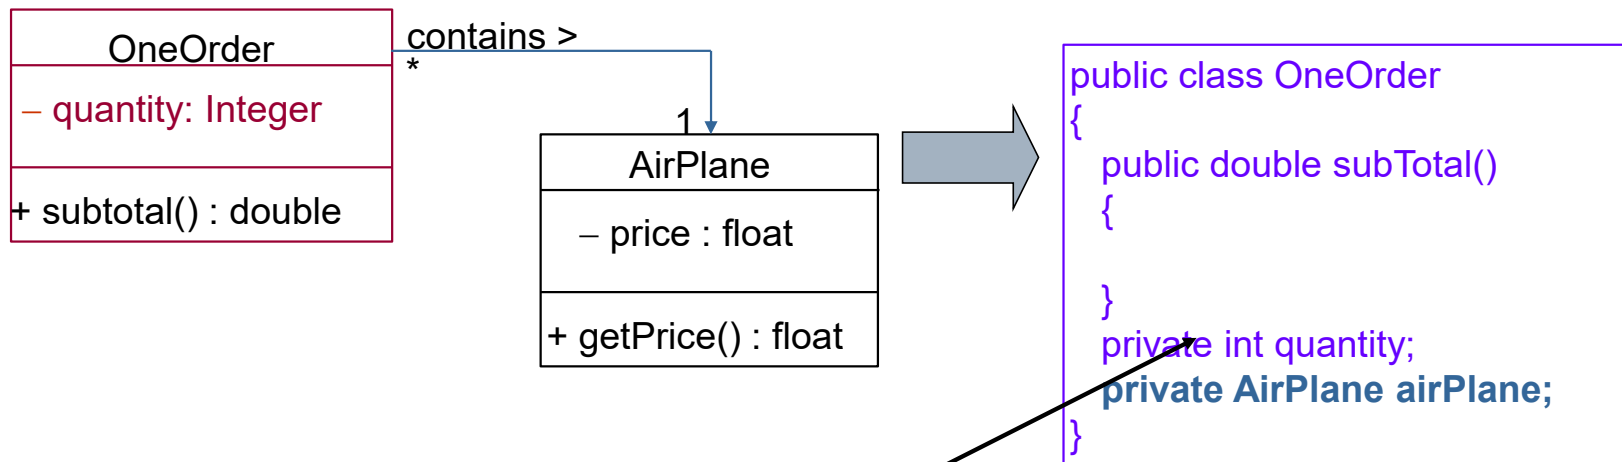 OneOrder
– quantity: Integer
+ subtotal() : double
contains >
*
1
AirPlane
– price : float
+ getPrice() : float
public class OneOrder
{
public double subTotal()
{
}
private int quantity;
private AirPlane airPlane;
}